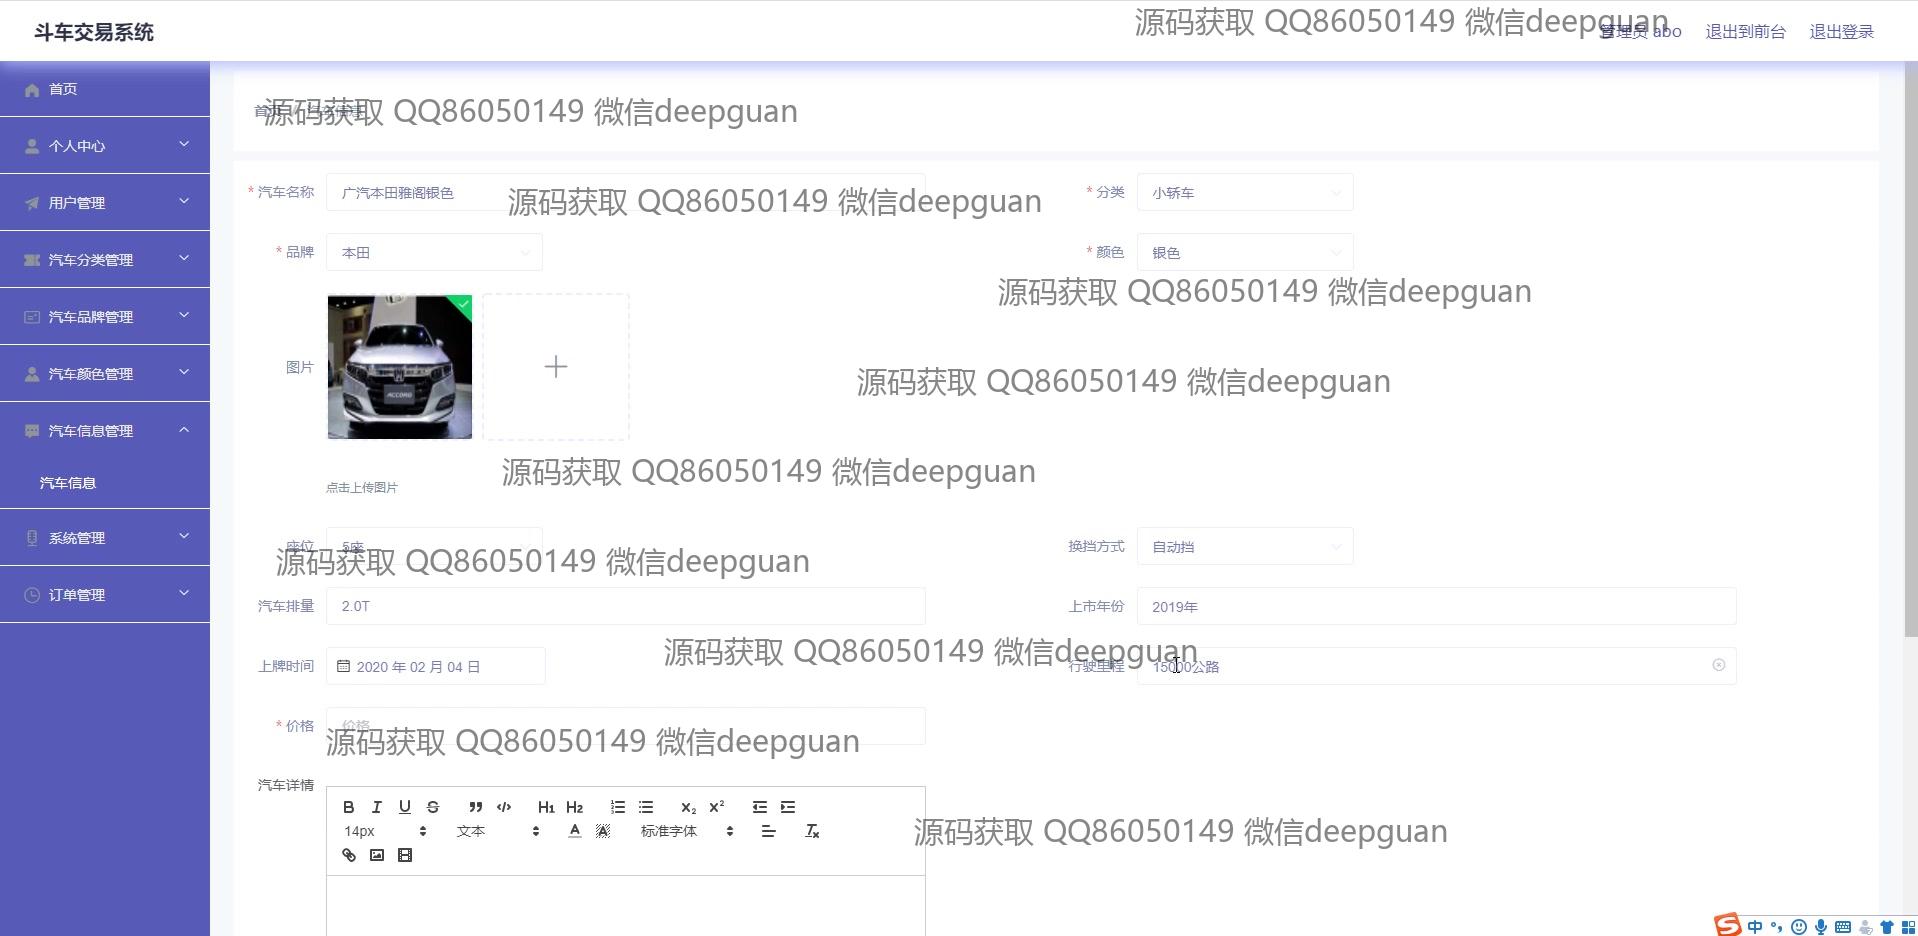 斗车交易系统
源码获取 QQ86050149 微信deepguan
管理员 abo 退出到前台 退出登录
首页
个人中心
用户管理
汽车分类管理
汽车品牌管理
汽车颜色管理
汽车信息管理
汽车信息
系统管理
订单管理
首页 汽车信息
源码获取 QQ86050149 微信deepguan
* 汽车名称 广汽本田雅阁银色
源码获取 QQ86050149 微信deepguan
* 分类 小轿车
* 品牌 本田
* 颜色 银色
源码获取 QQ86050149 微信deepguan
图片
ACCORD
源码获取 QQ86050149 微信deepguan
源码获取 QQ86050149 微信deepguan
点击上传图片
座位 5座
换挡方式 自动挡
源码获取 QQ86050149 微信deepguan
汽车排量 2.0T
上市年份 2019年
源码获取 QQ86050149 微信deepguan
上牌时间 2020 年 02 月 04 日
行驶里程 15000公路
* 价格 价格
源码获取 QQ86050149 微信deepguan
汽车详情
B I U S H1 H2 X2 X2
14px 文本 A A 标准字体 Tx
源码获取 QQ86050149 微信deepguan
S 中